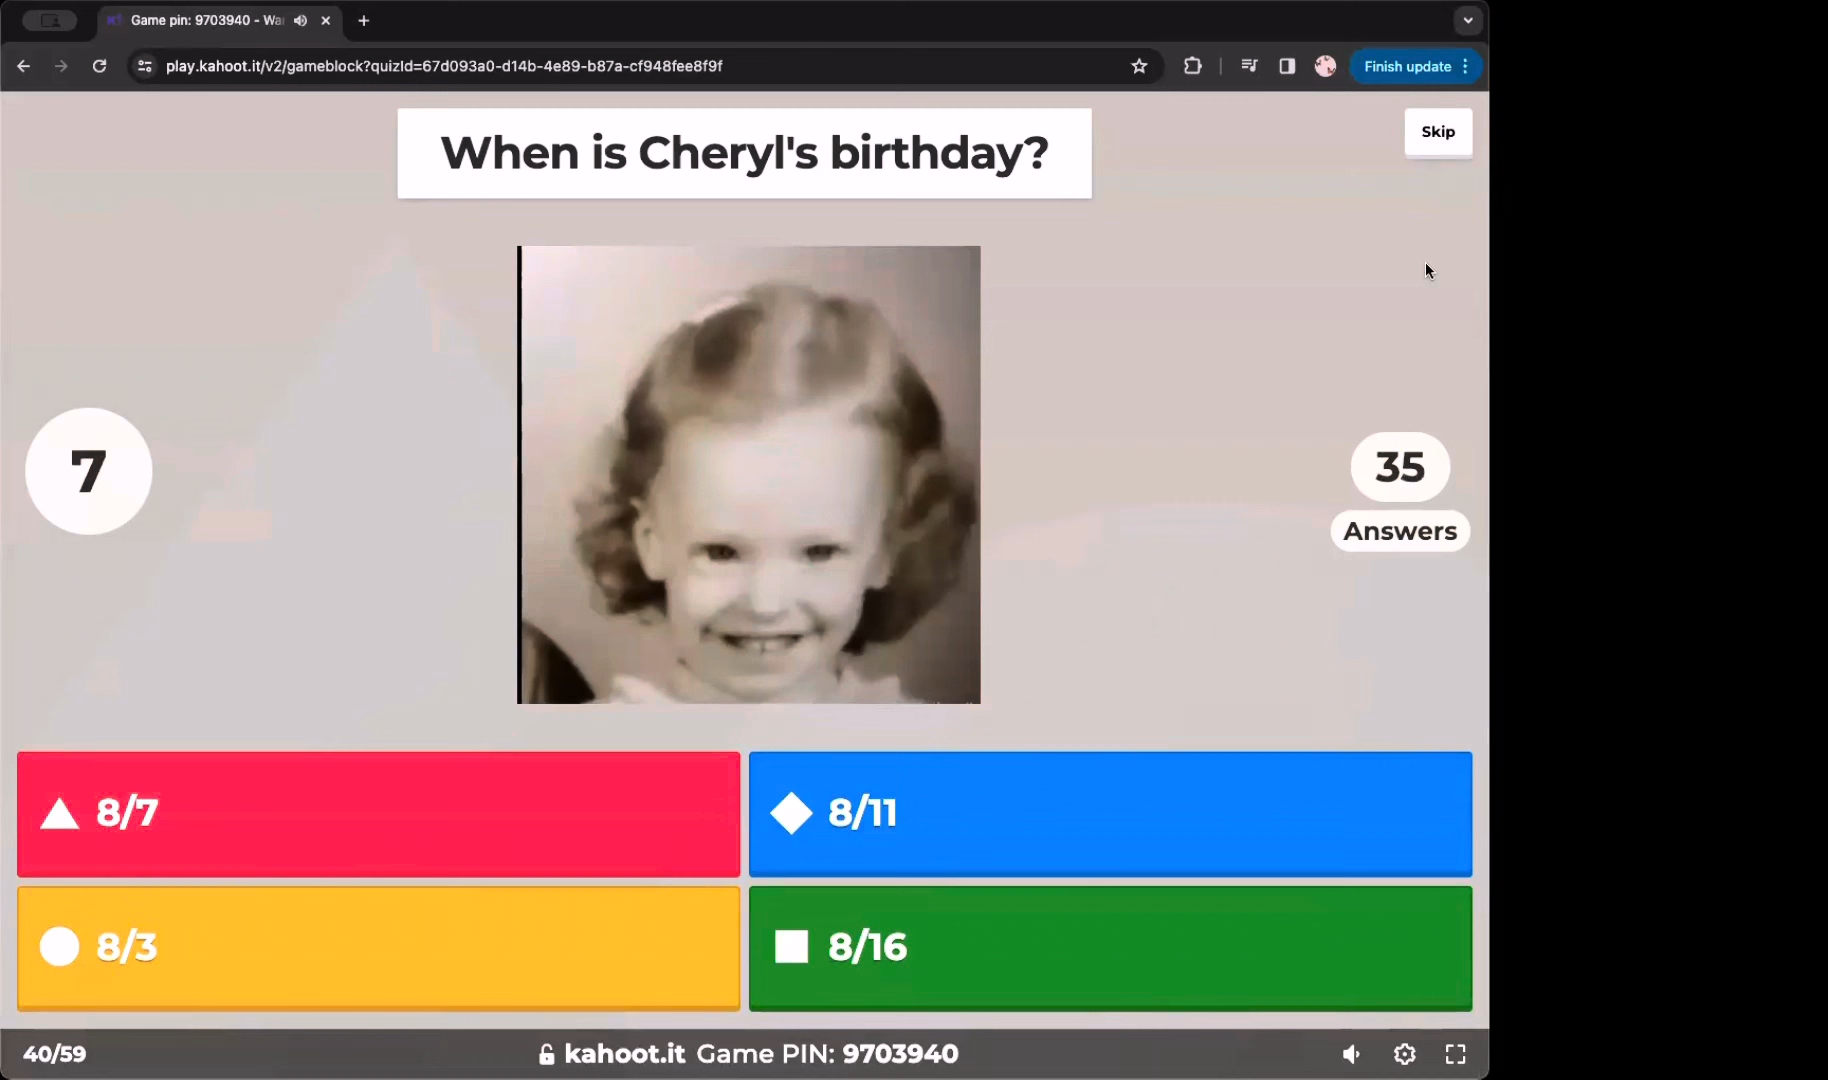 Game pin: 9703940 - Wa
play.kahoot.it/v2/gameblock?quizId=67d093a0-d14b-4e89-b87a-cf948fee8f9f
Finish update
When is Cheryl's birthday?
Skip
7
35
Answers
8/7
8/11
8/3
8/16
40/59
kahoot.it Game PIN: 9703940